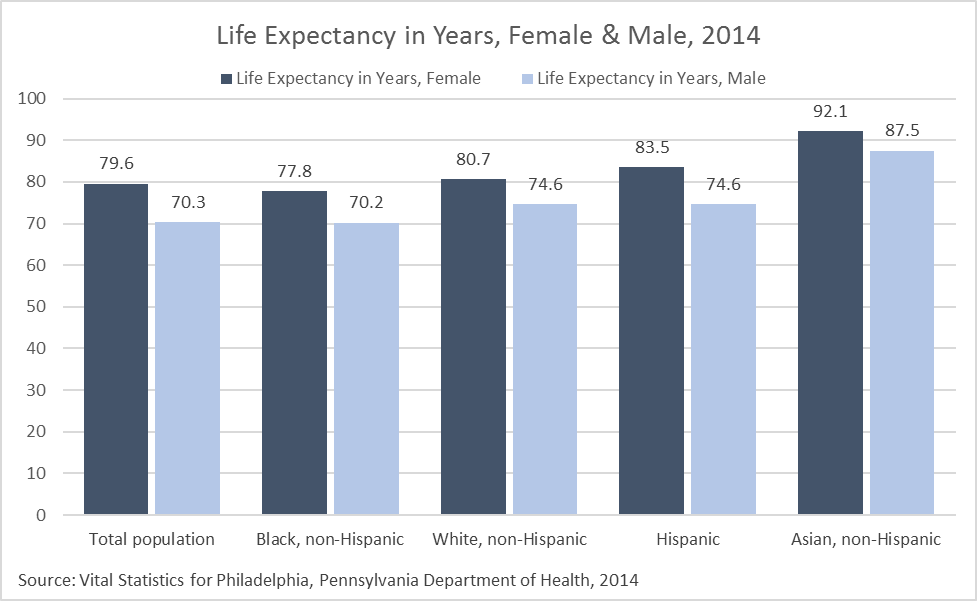 Life Expectancy in Years, Female & Male, 2014
Life Expectancy in Years, Female
Life Expectancy in Years, Male
100
90
80
70
60
50
40
30
20
10
0
79.6
70.3
77.8
70.2
80.7
74.6
83.5
74.6
92.1
87.5
Total population
Black, non-Hispanic
White, non-Hispanic
Hispanic
Asian, non-Hispanic
Source: Vital Statistics for Philadelphia, Pennsylvania Department of Health, 2014